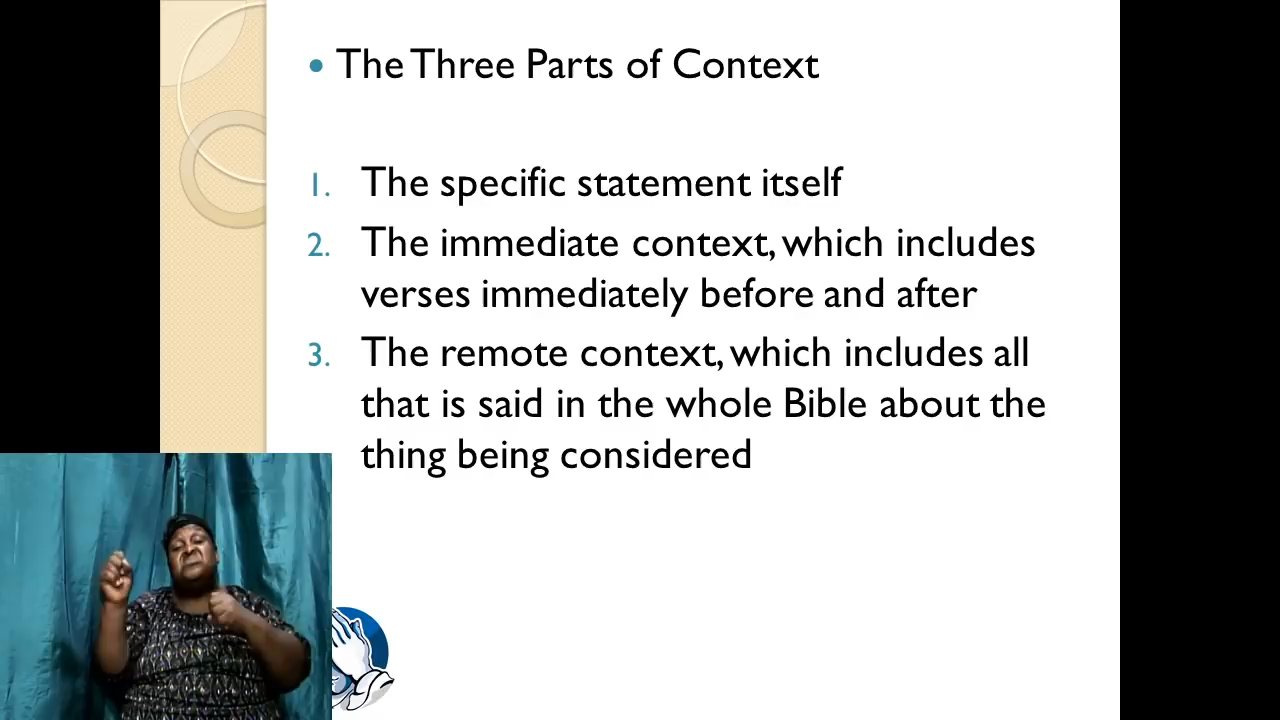 • The Three Parts of Context
1. The specific statement itself
2. The immediate context, which includes
verses immediately before and after
3. The remote context, which includes all
that is said in the whole Bible about the
thing being considered